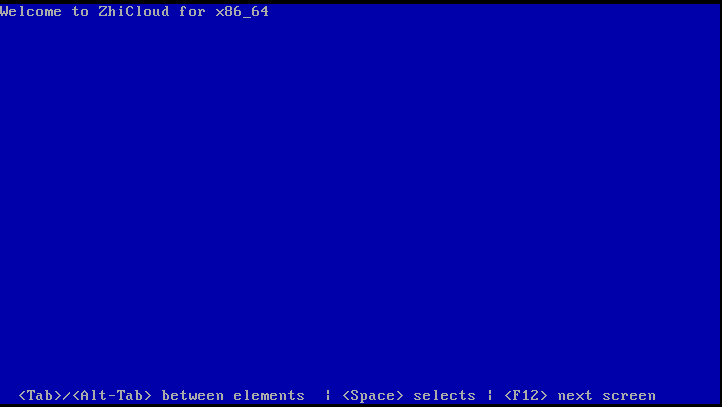 Welcome to ZhiCloud for x86_64
<Tab>/<Alt-Tab> between elements | <Space> selects | <F12> next screen